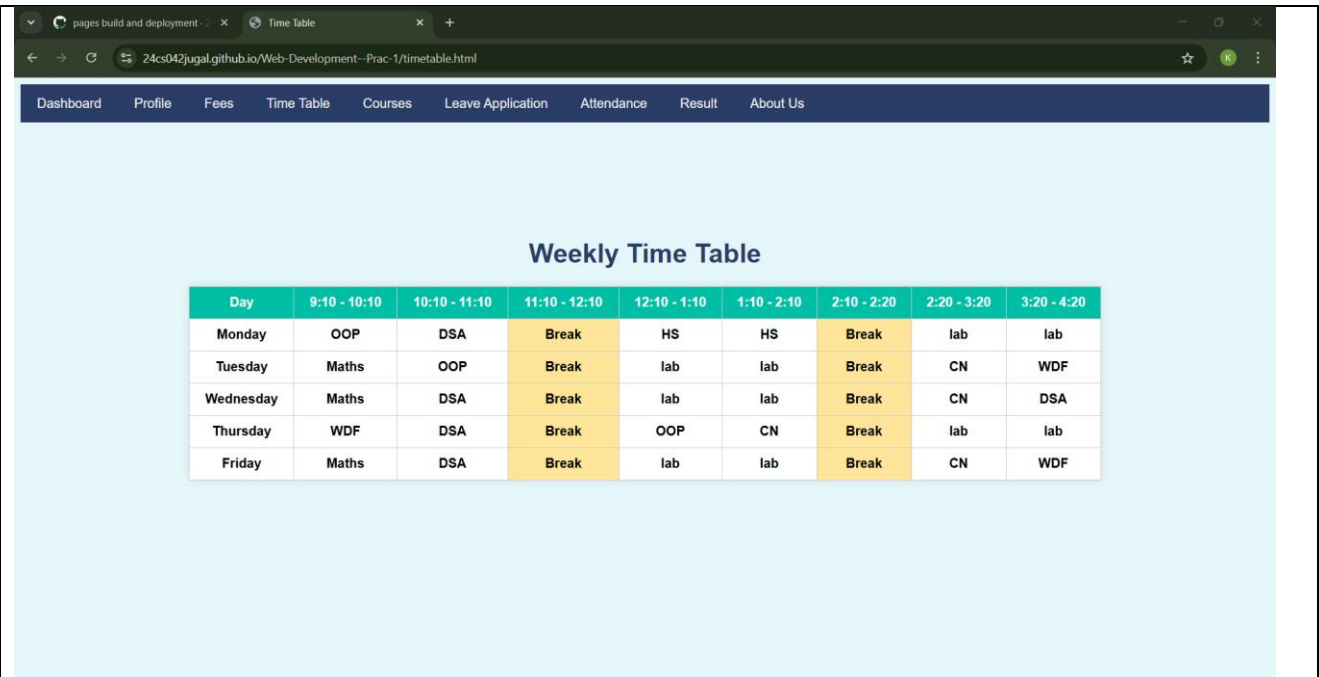 pages build and deployment - 2 Time Table
24cs042jugal.github.io/Web-Development--Prac-1/timetable.html K
Dashboard Profile Fees Time Table Courses Leave Application Attendance Result About Us
Weekly Time Table
Day 9:10 - 10:10 10:10 - 11:10 11:10 - 12:10 12:10 - 1:10 1:10 - 2:10 2:10 - 2:20 2:20 - 3:20 3:20 - 4:20
Monday OOP DSA Break HS HS Break lab lab
Tuesday Maths OOP Break lab lab Break CN WDF
Wednesday Maths DSA Break lab lab Break CN DSA
Thursday WDF DSA Break OOP CN Break lab lab
Friday Maths DSA Break lab lab Break CN WDF